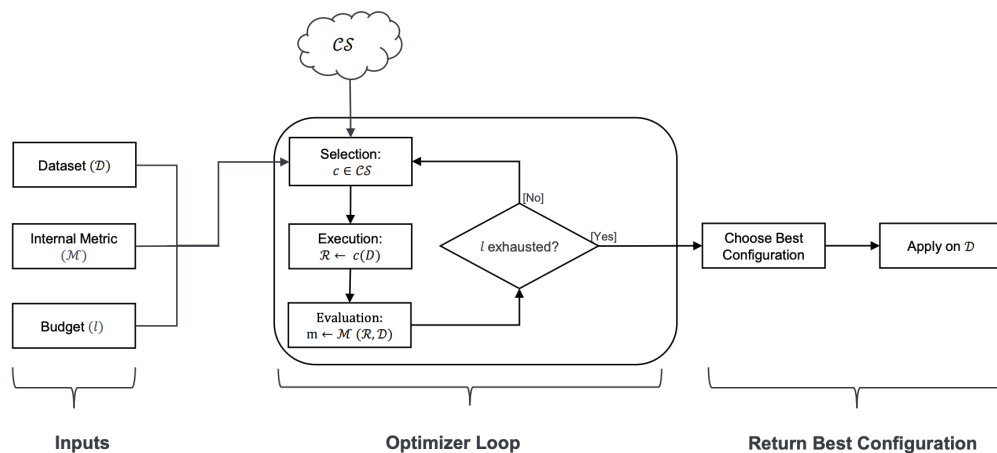 𝒞𝒮
Dataset (𝒟)
Internal Metric
(ℳ)
Budget (l)
Selection:
c ∈ 𝒞𝒮
Execution:
ℛ ← c(D)
Evaluation:
m ← ℳ (ℛ, 𝒟)
[No]
l exhausted?
[Yes]
Choose Best
Configuration
Apply on 𝒟
Inputs
Optimizer Loop
Return Best Configuration